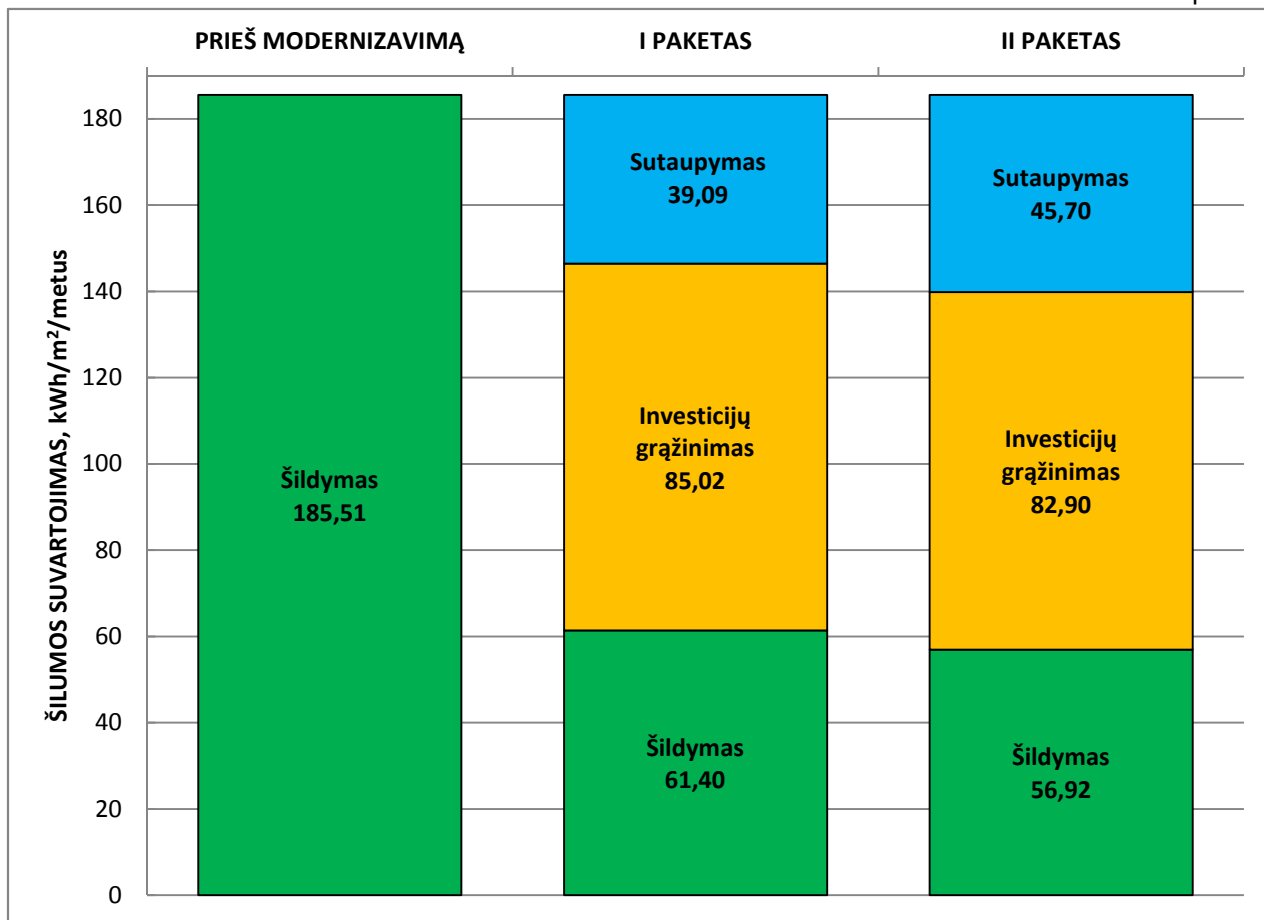 PRIEŠ MODERNIZAVIMĄ
I PAKETAS
II PAKETAS
ŠILUMOS SUVARTOJIMAS, kWh/m²/metus
180
160
140
120
100
80
60
40
20
0
Šildymas
185,51
Sutaupymas
39,09
Investicijų
grąžinimas
85,02
Šildymas
61,40
Sutaupymas
45,70
Investicijų
grąžinimas
82,90
Šildymas
56,92